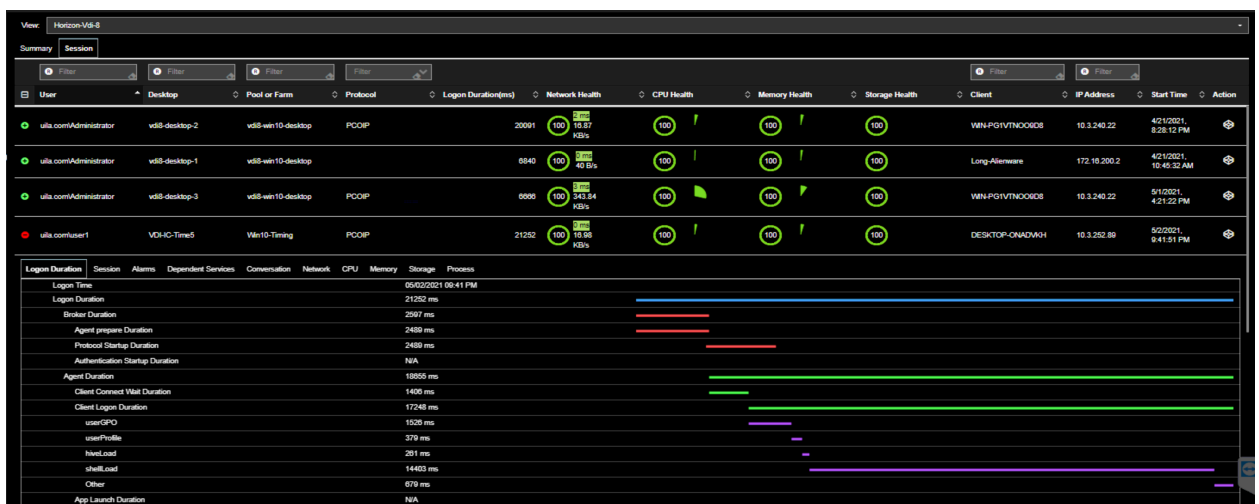 View: Horizon-Vdi-8
Summary Session
Filter Filter Filter Filter Filter Filter
User Desktop Pool or Farm Protocol Logon Duration(ms) Network Health CPU Health Memory Health Storage Health Client IP Address Start Time Action
uila.com\Administrator vdi8-desktop-2 vdi8-win10-desktop PCOIP 20091 100 2 ms 16.87 KB/s 100 100 100 WIN-PG1VTNOO9D8 10.3.240.22 4/21/2021, 8:28:12 PM
uila.com\Administrator vdi8-desktop-1 vdi8-win10-desktop 6840 100 0 ms 40 B/s 100 100 100 Long-Alienware 172.16.200.2 4/21/2021, 10:45:32 AM
uila.com\Administrator vdi8-desktop-3 vdi8-win10-desktop PCOIP 6666 100 3 ms 343.84 KB/s 100 100 100 WIN-PG1VTNOO9D8 10.3.240.22 5/1/2021, 4:21:22 PM
uila.com\user1 VDI-IC-Time5 Win10-Timing PCOIP 21252 100 0 ms 16.98 KB/s 100 100 100 DESKTOP-ONADVKH 10.3.252.89 5/2/2021, 9:41:51 PM
Logon Duration Session Alarms Dependent Services Conversation Network CPU Memory Storage Process
Logon Time 05/02/2021 09:41 PM
Logon Duration 21252 ms
Broker Duration 2597 ms
Agent prepare Duration 2489 ms
Protocol Startup Duration 2489 ms
Authentication Startup Duration N/A
Agent Duration 18655 ms
Client Connect Wait Duration 1406 ms
Client Logon Duration 17248 ms
userGPO 1526 ms
userProfile 379 ms
hiveLoad 261 ms
shellLoad 14403 ms
Other 679 ms
App Launch Duration N/A